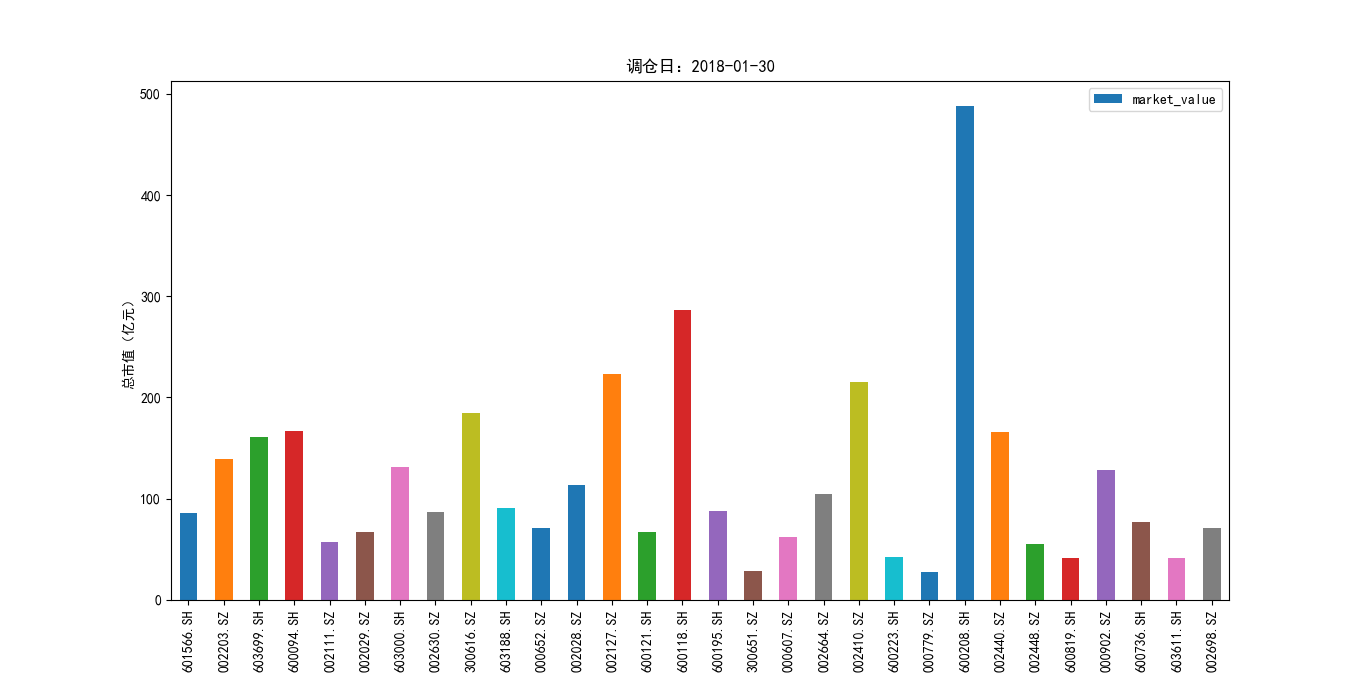 调仓日：2018-01-30
market_value
总市值（亿元）
500
400
300
200
100
0
601566.SH
002203.SZ
603699.SH
600094.SH
002111.SZ
002029.SZ
603000.SH
002630.SZ
300616.SZ
603188.SH
000652.SZ
002028.SZ
002127.SZ
600121.SH
600118.SH
600195.SH
300651.SZ
000607.SZ
002664.SZ
002410.SZ
600223.SH
000779.SZ
600208.SH
002440.SZ
002448.SZ
600819.SH
000902.SZ
600736.SH
603611.SH
002698.SZ